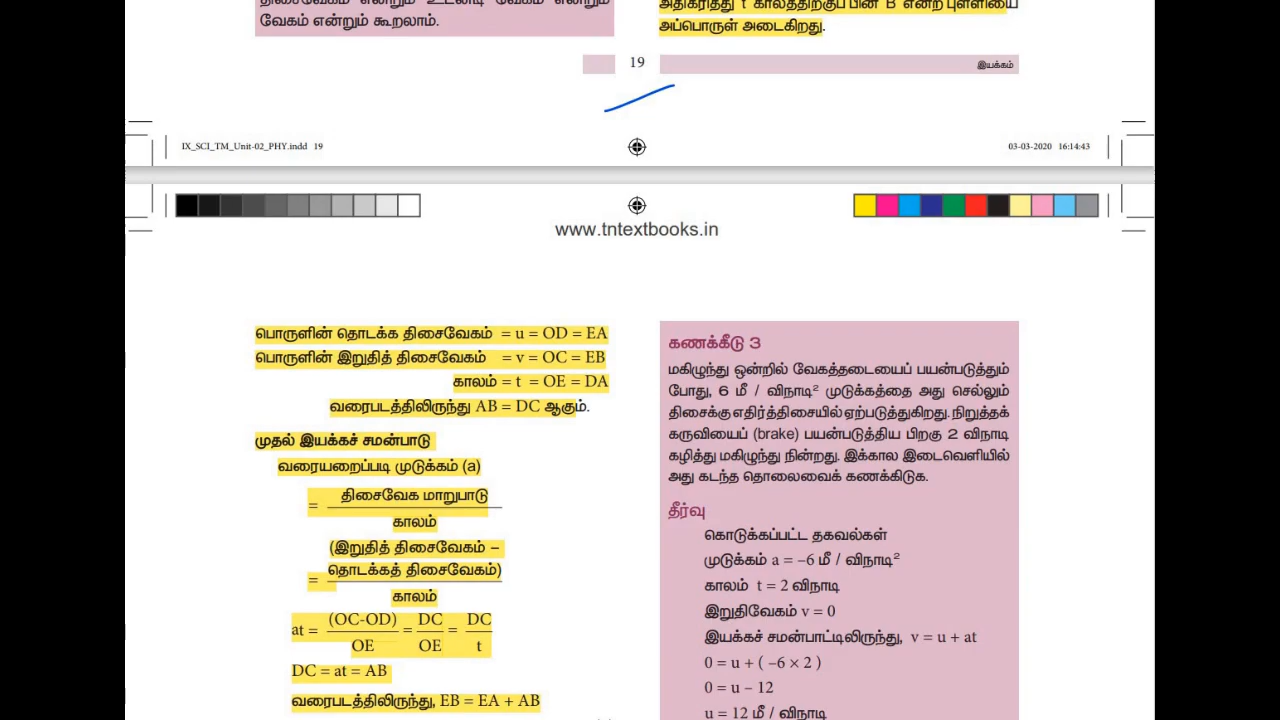 திசைவேகம் என்றும் உடனடி வேகம் என்றும்
வேகம் என்றும் கூறலாம்.
அதிகரித்து t காலத்திற்குப் பின் B என்ற புள்ளியை
அப்பொருள் அடைகிறது.
19
இயக்கம்
IX_SCI_TM_Unit-02_PHY.indd 19
03-03-2020 16:14:43
www.tntextbooks.in
பொருளின் தொடக்க திசைவேகம் = u = OD = EA
பொருளின் இறுதித் திசைவேகம் = v = OC = EB
காலம் = t = OE = DA
வரைபடத்திலிருந்து AB = DC ஆகும்.
முதல் இயக்கச் சமன்பாடு
வரையறைப்படி முடுக்கம் (a)
திசைவேக மாறுபாடு
=
காலம்
(இறுதித் திசைவேகம் –
தொடக்கத் திசைவேகம்)
=
காலம்
at = (OC-OD) = DC = DC
OE OE t
DC = at = AB
வரைபடத்திலிருந்து, EB = EA + AB
கணக்கீடு 3
மகிழுந்து ஒன்றில் வேகத்தடையைப் பயன்படுத்தும்
போது, 6 மீ / விநாடி² முடுக்கத்தை அது செல்லும்
திசைக்கு எதிர்த்திசையில் ஏற்படுத்துகிறது. நிறுத்தக்
கருவியைப் (brake) பயன்படுத்திய பிறகு 2 விநாடி
கழித்து மகிழுந்து நின்றது. இக்கால இடைவெளியில்
அது கடந்த தொலைவைக் கணக்கிடுக.
தீர்வு
கொடுக்கப்பட்ட தகவல்கள்
முடுக்கம் a = –6 மீ / விநாடி²
காலம் t = 2 விநாடி
இறுதிவேகம் v = 0
இயக்கச் சமன்பாட்டிலிருந்து, v = u + at
0 = u + ( –6 × 2 )
0 = u – 12
u = 12 மீ / விநாடி